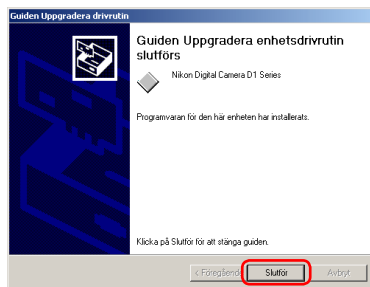 Guiden Uppgradera drivrutin
Guiden Uppgradera enhetsdrivrutin
slutförs
Nikon Digital Camera D1 Series
Programvaran för den här enheten har installerats.
Klicka på Slutför för att stänga guiden.
< Föregående Slutför Avbryt